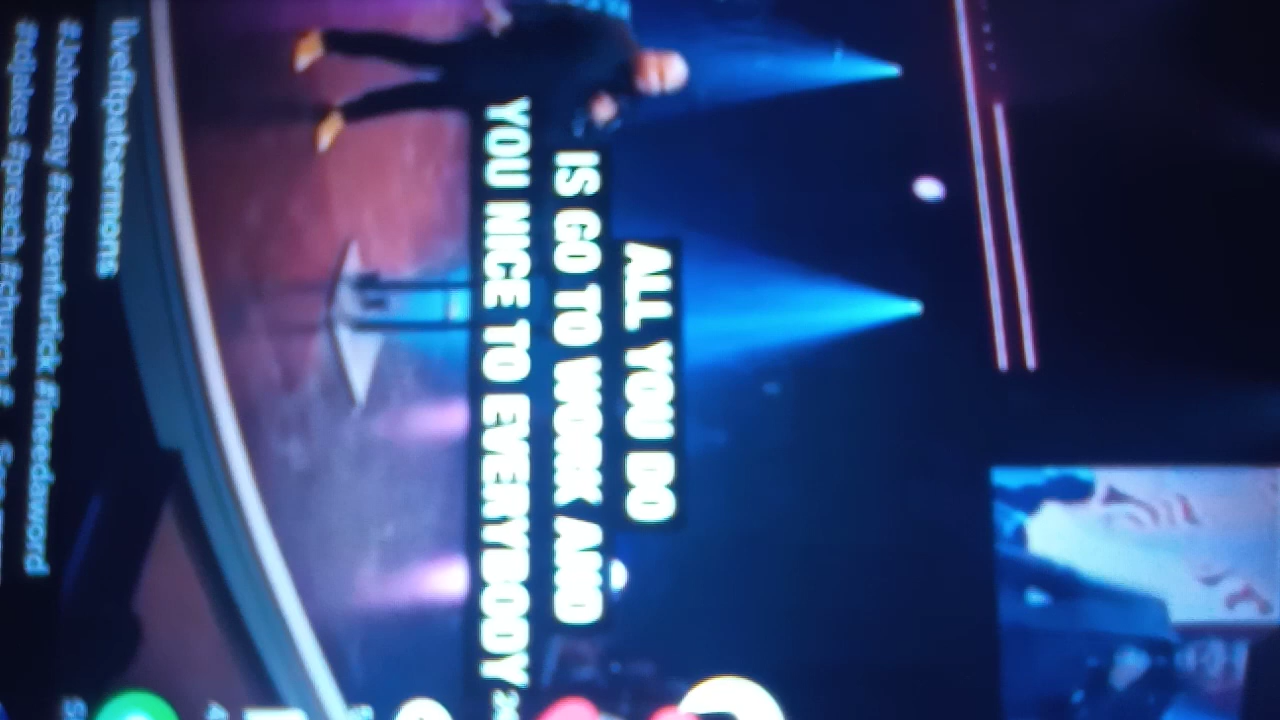 ALL YOU DO
IS GO TO WORK AND
YOU NICE TO EVERYBODY
livefitpatsermons
#JohnGray #stevenfurtick #ineedaword
#tdjakes #preach #church #